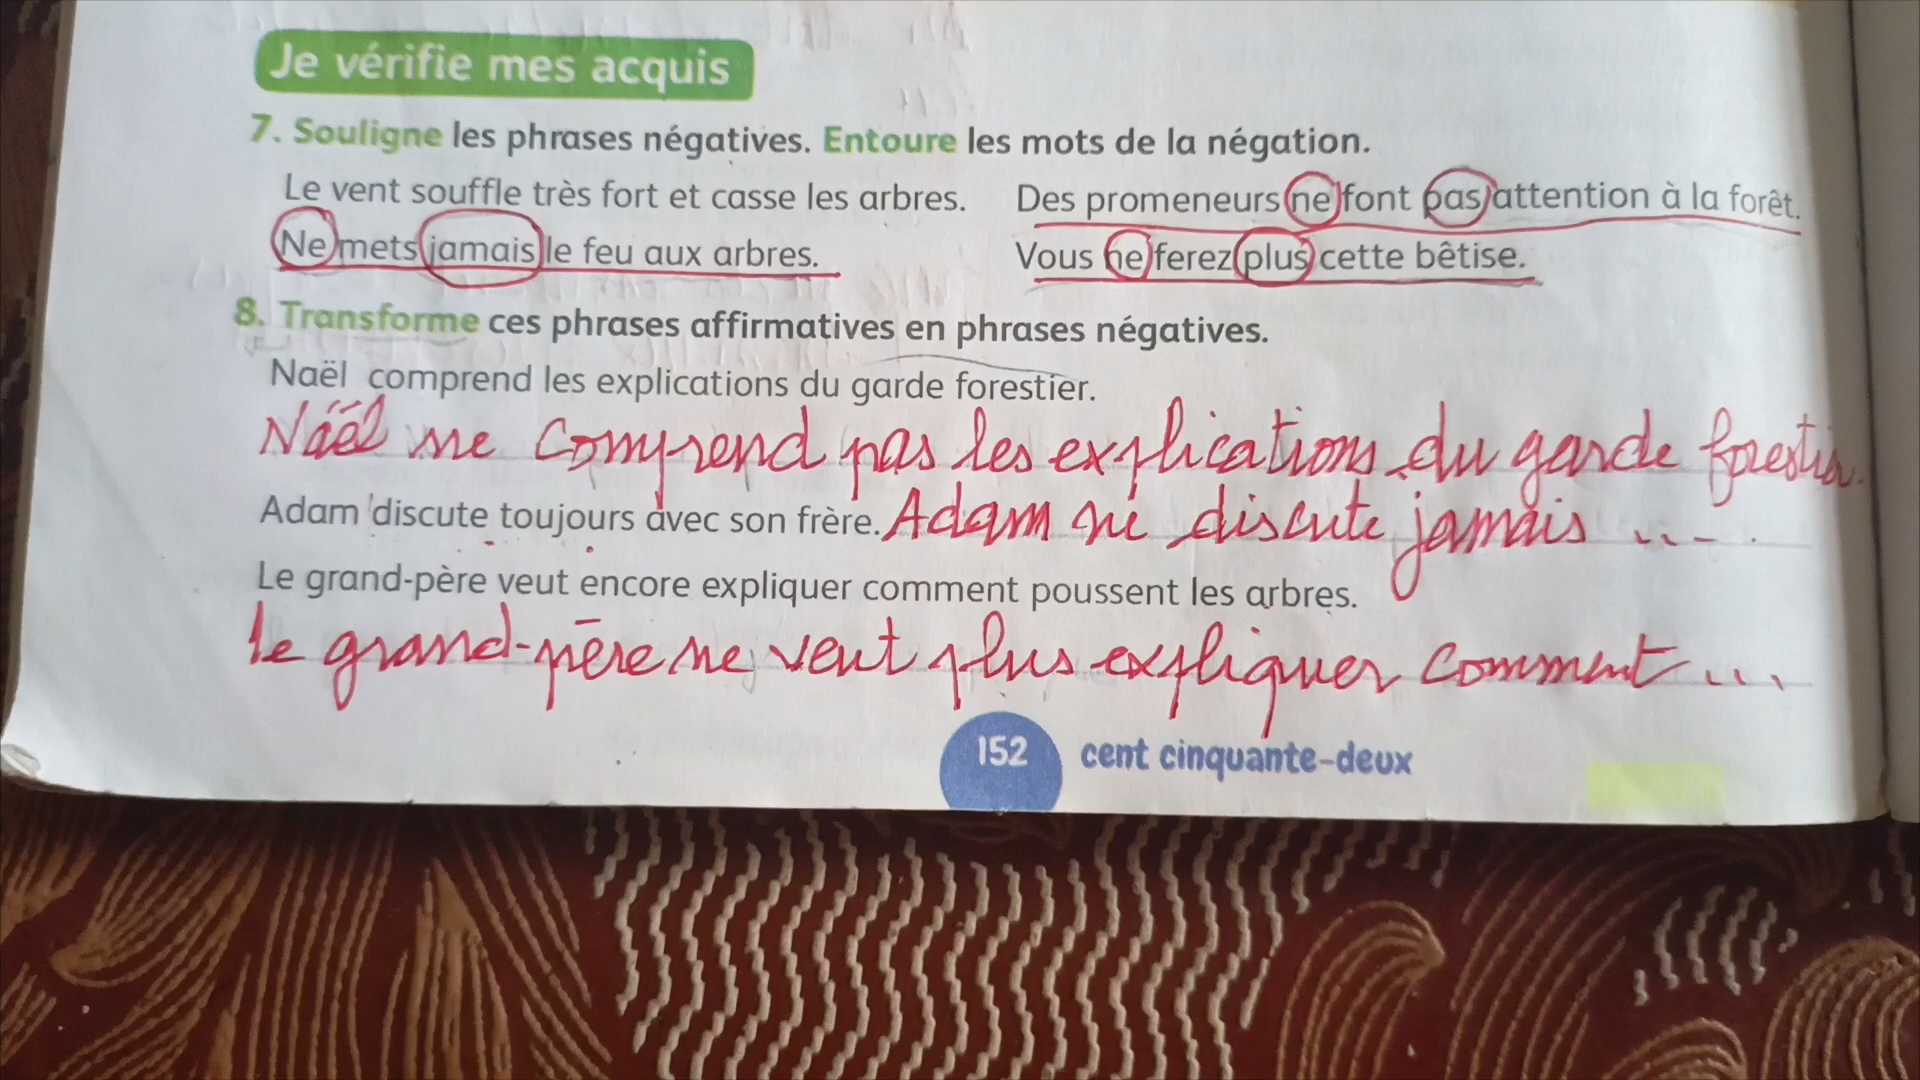 Je vérifie mes acquis
7. Souligne les phrases négatives. Entoure les mots de la négation.
Le vent souffle très fort et casse les arbres. Des promeneurs ne font pas attention à la forêt.
Ne mets jamais le feu aux arbres. Vous ne ferez plus cette bêtise.
8. Transforme ces phrases affirmatives en phrases négatives.
Naël comprend les explications du garde forestier.
Naël ne comprend pas les explications du garde forestier.
Adam discute toujours avec son frère. Adam ne discute jamais ...
Le grand-père veut encore expliquer comment poussent les arbres.
le grand-père ne veut plus expliquer comment ...
152 cent cinquante-deux